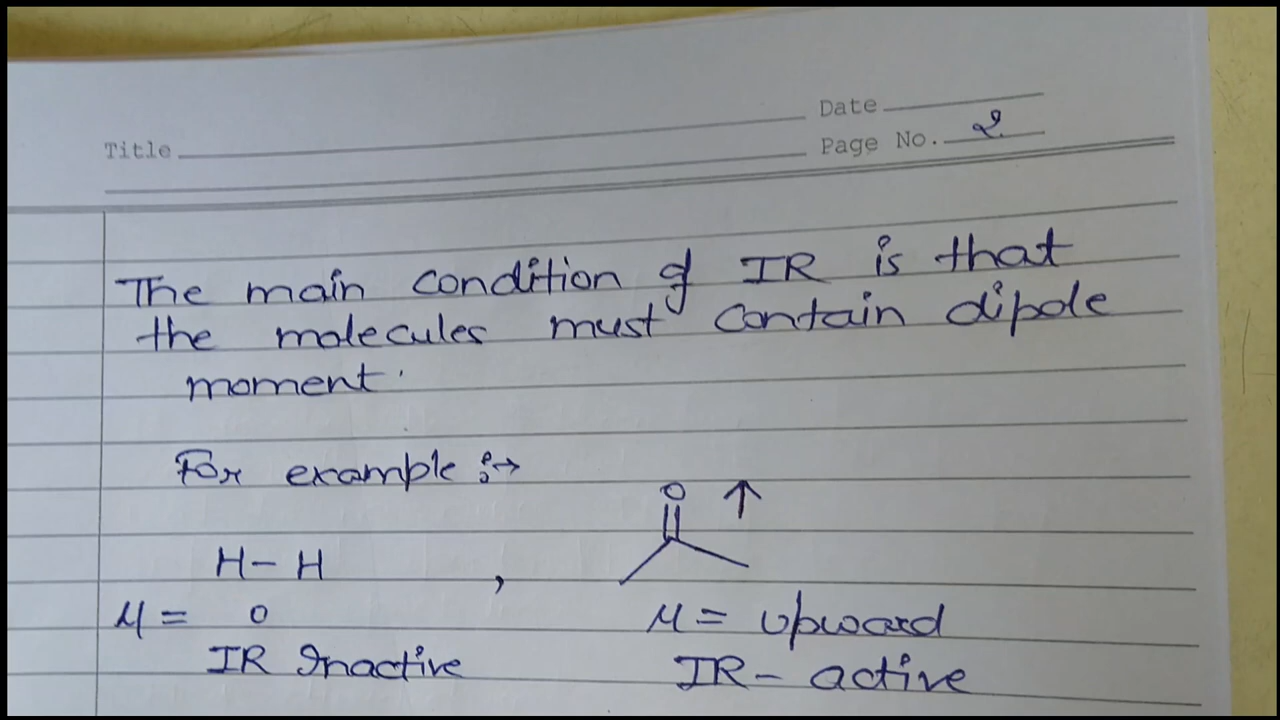 Date
Title
Page No. 2
The main condition of IR is that
the molecules must contain dipole
moment.
For example :→
O ↑
H - H ,
μ = 0
μ = upward
IR Inactive
IR - active